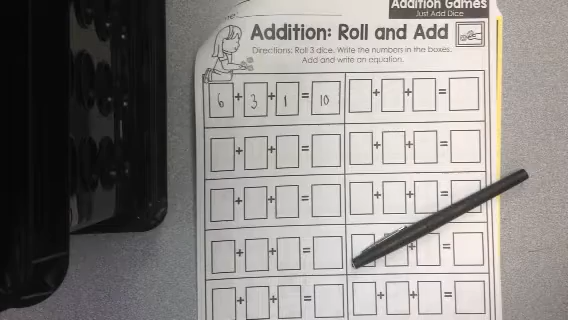 Addition Games
Just Add Dice
Addition: Roll and Add
Directions: Roll 3 dice. Write the numbers in the boxes.
Add and write an equation.
6 + 3 + 1 = 10 + + =
+ + = + + =
+ + = + + =
+ + = + =
+ + = + + =